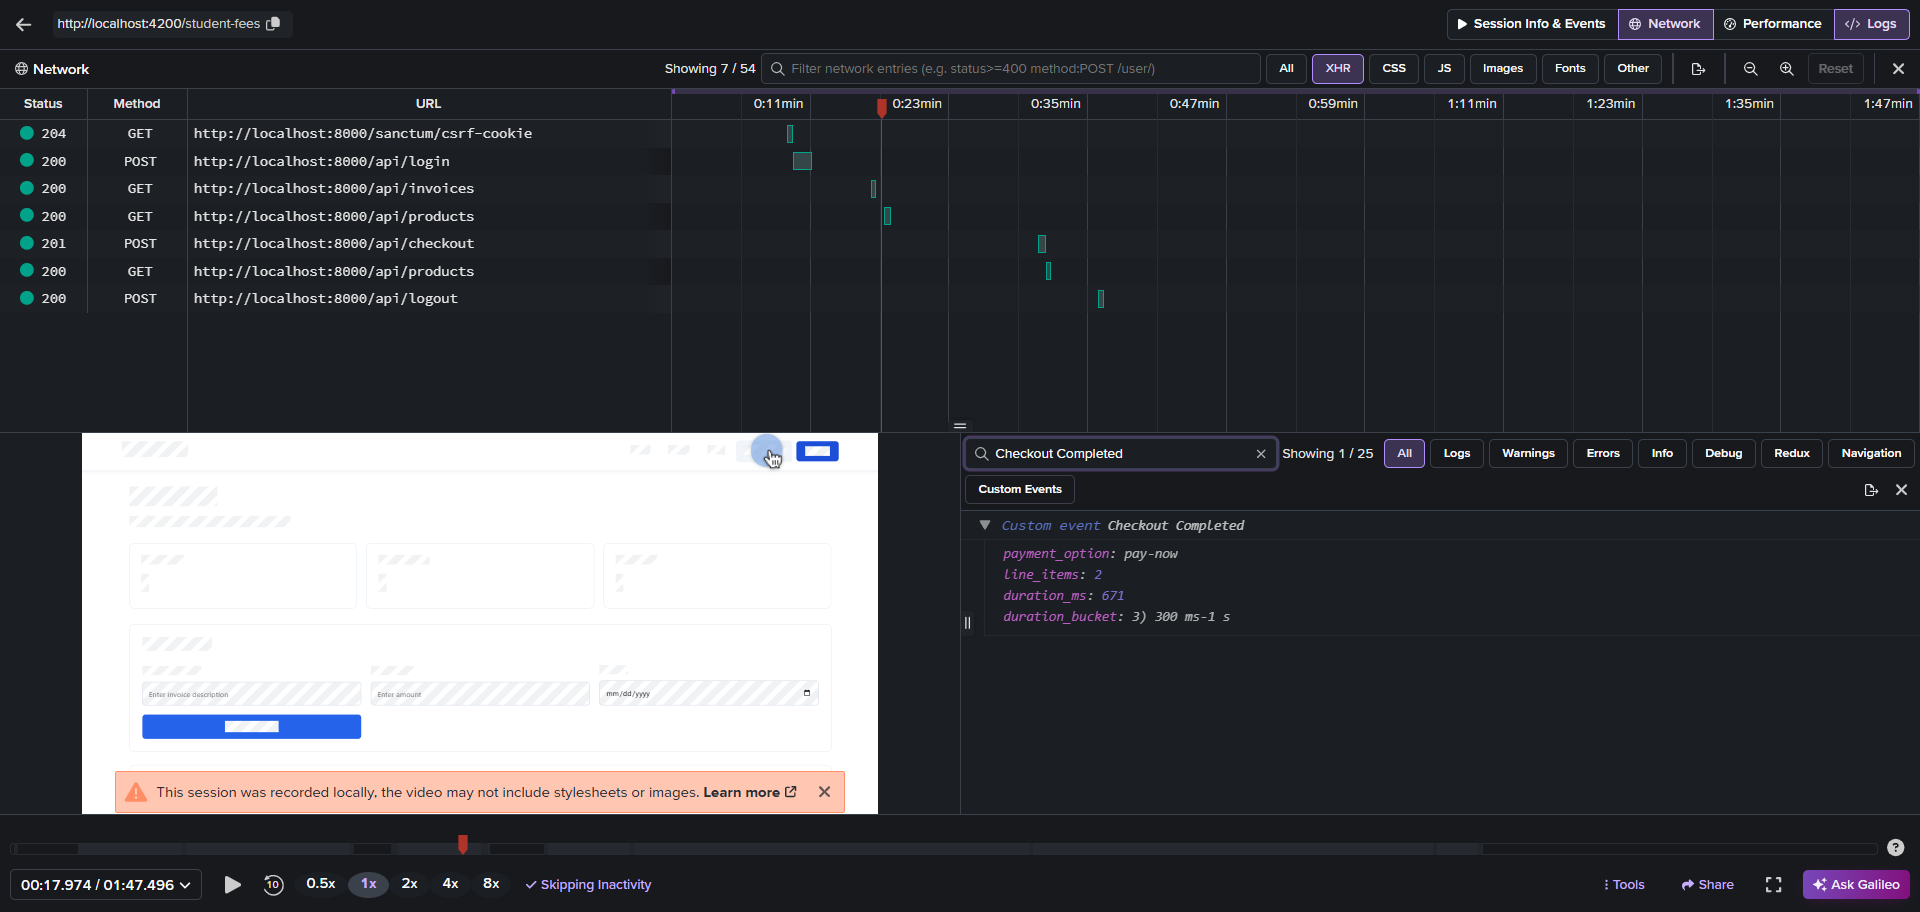 http://localhost:4200/student-fees
Session Info & Events
Network
Performance
</> Logs
Network
Showing 7 / 54
Filter network entries (e.g. status>=400 method:POST /user/)
All
XHR
CSS
JS
Images
Fonts
Other
Reset
Status Method URL
0:11min 0:23min 0:35min 0:47min 0:59min 1:11min 1:23min 1:35min 1:47min
204 GET http://localhost:8000/sanctum/csrf-cookie
200 POST http://localhost:8000/api/login
200 GET http://localhost:8000/api/invoices
200 GET http://localhost:8000/api/products
201 POST http://localhost:8000/api/checkout
200 GET http://localhost:8000/api/products
200 POST http://localhost:8000/api/logout
Enter invoice description
Enter amount
mm/dd/yyyy
This session was recorded locally, the video may not include stylesheets or images. Learn more
Checkout Completed
Showing 1 / 25
All
Logs
Warnings
Errors
Info
Debug
Redux
Navigation
Custom Events
Custom event Checkout Completed
payment_option: pay-now
line_items: 2
duration_ms: 671
duration_bucket: 3) 300 ms-1 s
?
00:17.974 / 01:47.496
10
0.5x
1x
2x
4x
8x
Skipping Inactivity
Tools
Share
Ask Galileo